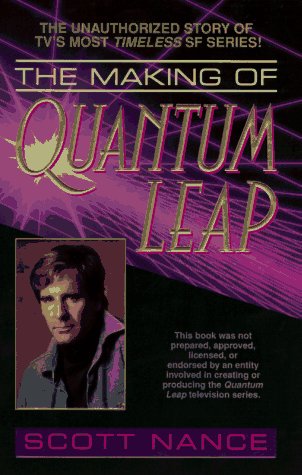 THE UNAUTHORIZED STORY OF
TV'S MOST TIMELESS SF SERIES!
THE MAKING OF
QUANTUM
LEAP
This book was not
prepared, approved,
licensed, or
endorsed by an entity
involved in creating or
producing the Quantum
Leap television series.
SCOTT NANCE